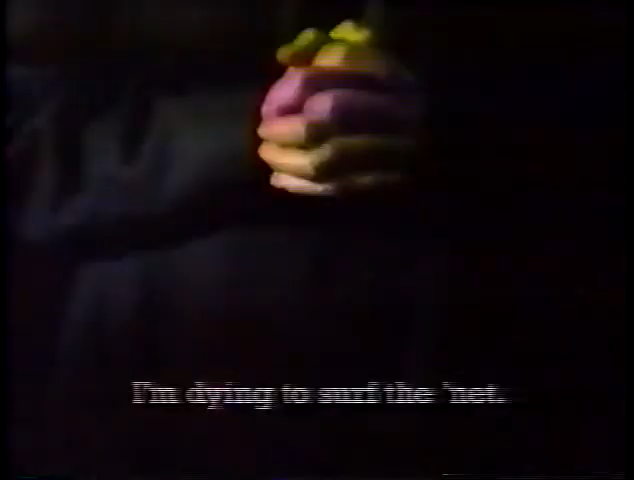 I'm dying to surf the 'net.